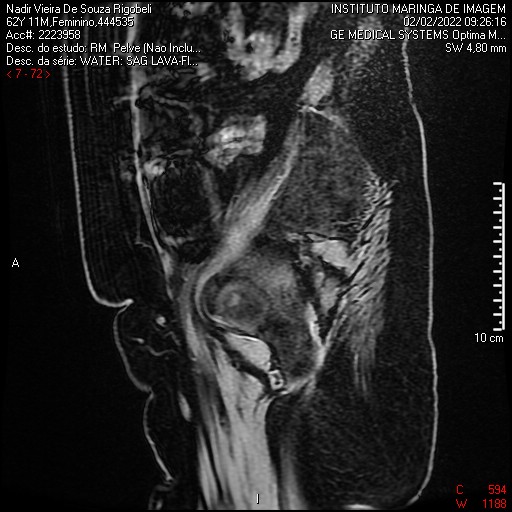 Nadir Vieira De Souza Rigobeli
62Y 11M,Feminino,444535
Acc#: 2223958
Desc. do estudo: RM Pelve (Nao Inclu...
Desc. da série: WATER: SAG LAVA-Fl...
< 7 - 72 >
INSTITUTO MARINGA DE IMAGEM
02/02/2022 09:26:16
GE MEDICAL SYSTEMS Optima M...
SW 4,80 mm
A
10 cm
I
C 594
W 1188